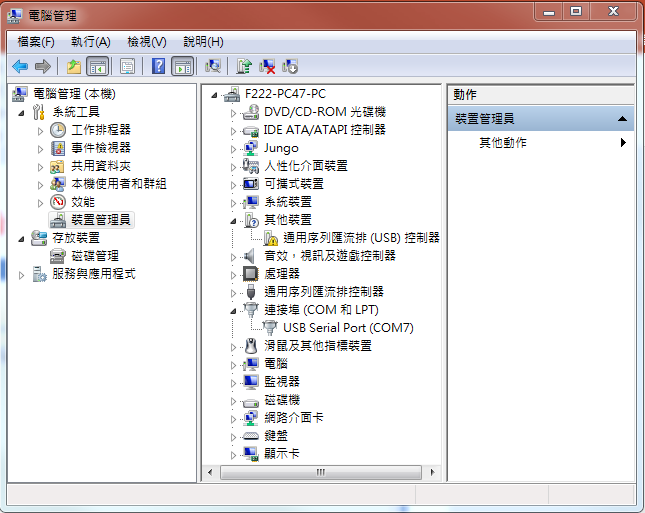 電腦管理
檔案(F) 執行(A) 檢視(V) 說明(H)
電腦管理 (本機)
系統工具
工作排程器
事件檢視器
共用資料夾
本機使用者和群組
效能
裝置管理員
存放裝置
磁碟管理
服務與應用程式
F222-PC47-PC
DVD/CD-ROM 光碟機
IDE ATA/ATAPI 控制器
Jungo
人性化介面裝置
可攜式裝置
系統裝置
其他裝置
通用序列匯流排 (USB) 控制器
音效，視訊及遊戲控制器
處理器
通用序列匯流排控制器
連接埠 (COM 和 LPT)
USB Serial Port (COM7)
滑鼠及其他指標裝置
電腦
監視器
磁碟機
網路介面卡
鍵盤
顯示卡
動作
裝置管理員
其他動作